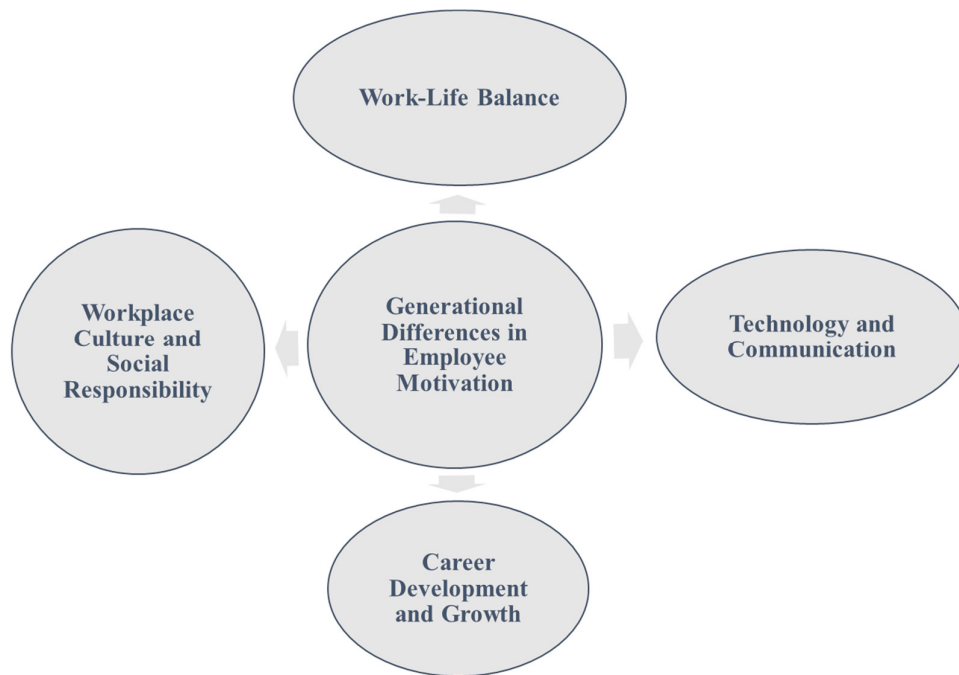 Work-Life Balance
Workplace
Culture and
Social
Responsibility
Generational
Differences in
Employee
Motivation
Technology and
Communication
Career
Development
and Growth